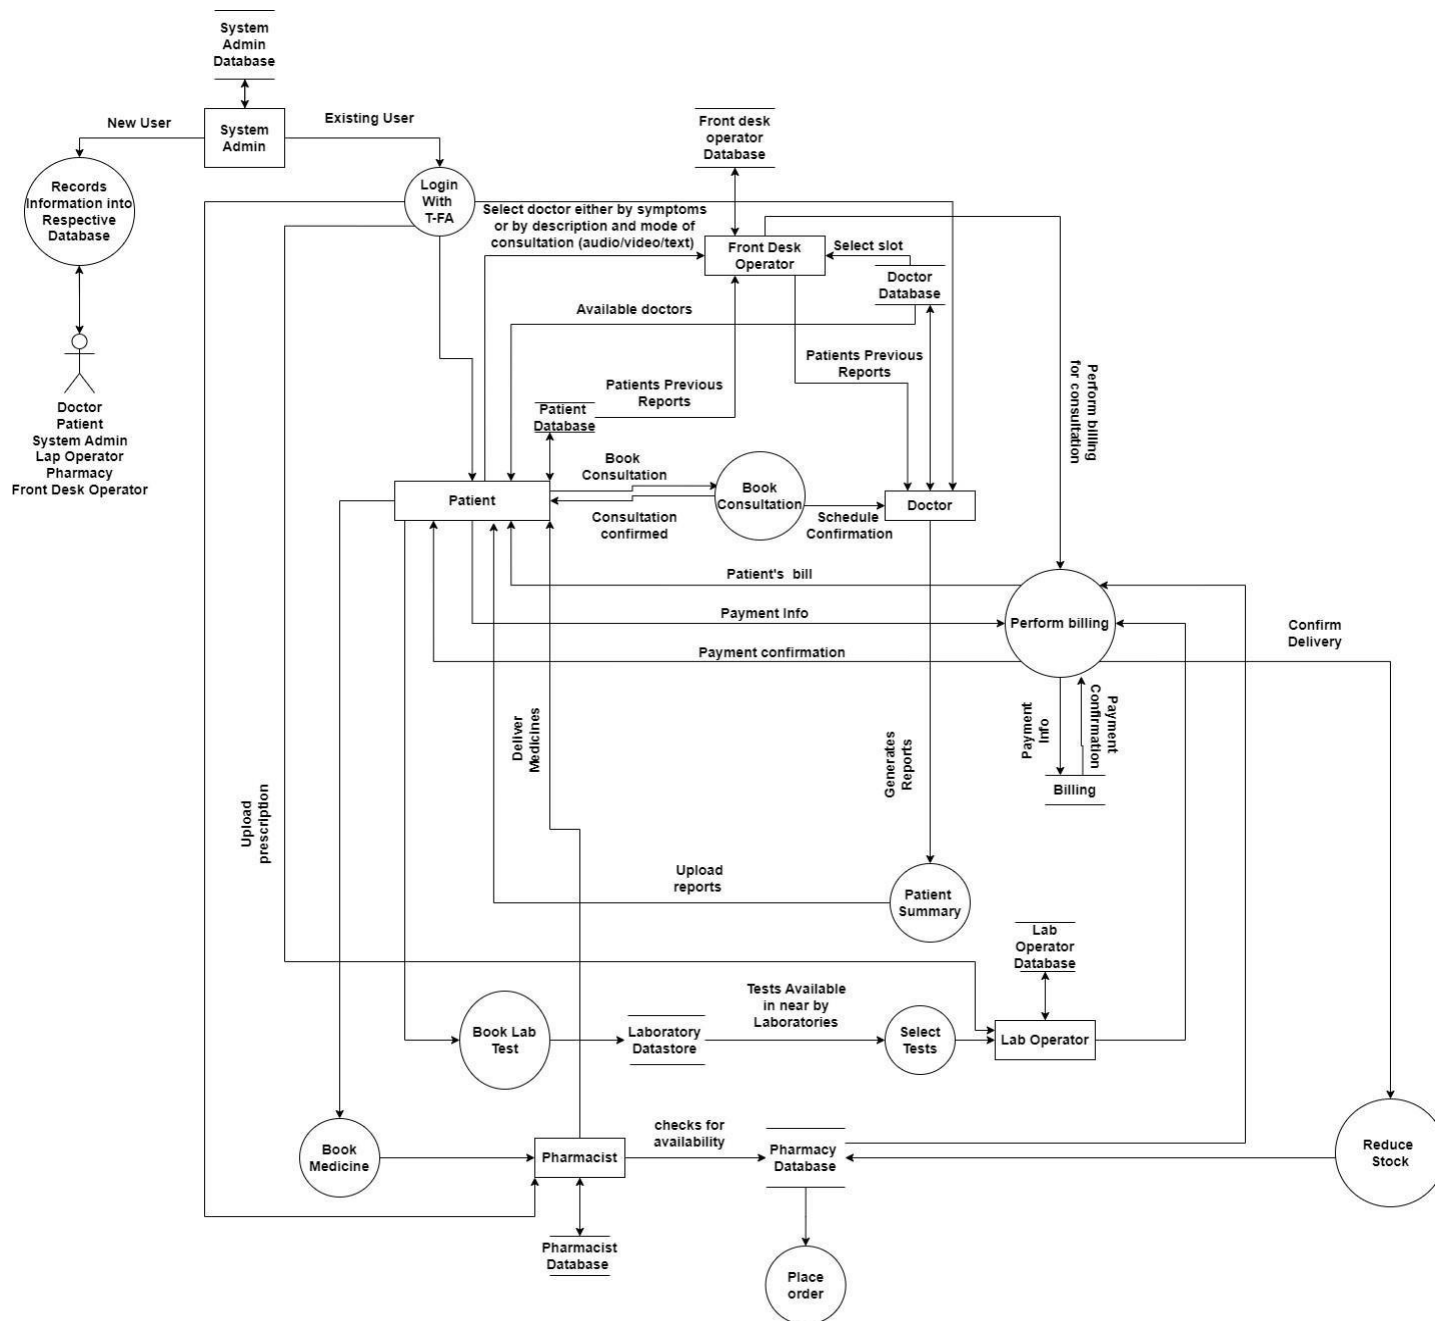 System
Admin
Database
New User
System
Admin
Existing User
Front desk
operator
Database
Records
Information into
Respective
Database
Login
With
T-FA
Select doctor either by symptoms
or by description and mode of
consultation (audio/video/text)
Front Desk
Operator
Select slot
Doctor
Database
Available doctors
Patients Previous
Reports
Perform billing
for consultation
Patients Previous
Reports
Patient
Database
Doctor
Patient
System Admin
Lap Operator
Pharmacy
Front Desk Operator
Book
Consultation
Patient
Book
Consultation
Doctor
Consultation
confirmed
Schedule
Confirmation
Patient's bill
Payment Info
Perform billing
Confirm
Delivery
Payment confirmation
Payment
Info
Payment
Confirmation
Deliver
Medicines
Generates
Reports
Billing
Upload
prescription
Upload
reports
Patient
Summary
Lab
Operator
Database
Tests Available
in near by
Laboratories
Book Lab
Test
Laboratory
Datastore
Select
Tests
Lab Operator
Book
Medicine
Pharmacist
checks for
availability
Pharmacy
Database
Reduce
Stock
Pharmacist
Database
Place
order